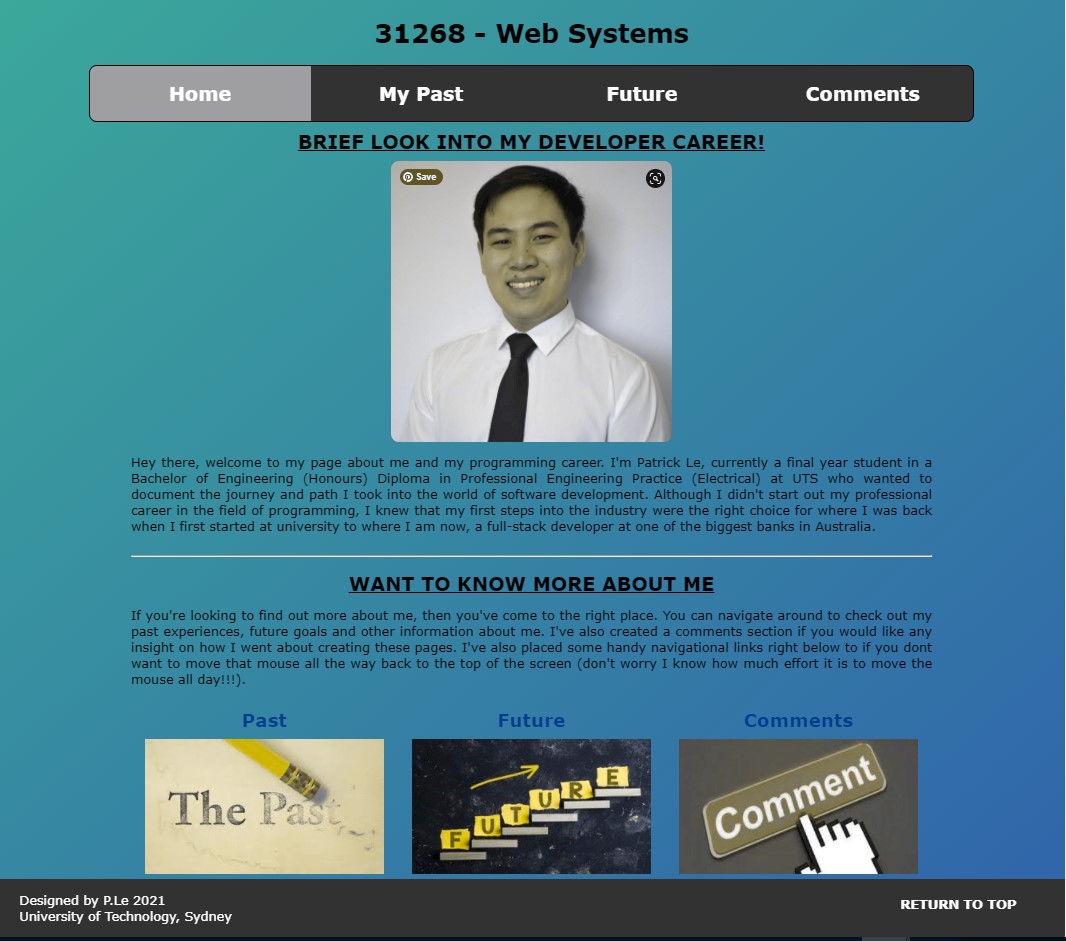 31268 - Web Systems
Home
My Past
Future
Comments
BRIEF LOOK INTO MY DEVELOPER CAREER!
Save
Hey there, welcome to my page about me and my programming career. I'm Patrick Le, currently a final year student in a
Bachelor of Engineering (Honours) Diploma in Professional Engineering Practice (Electrical) at UTS who wanted to
document the journey and path I took into the world of software development. Although I didn't start out my professional
career in the field of programming, I knew that my first steps into the industry were the right choice for where I was back
when I first started at university to where I am now, a full-stack developer at one of the biggest banks in Australia.
WANT TO KNOW MORE ABOUT ME
If you're looking to find out more about me, then you've come to the right place. You can navigate around to check out my
past experiences, future goals and other information about me. I've also created a comments section if you would like any
insight on how I went about creating these pages. I've also placed some handy navigational links right below to if you dont
want to move that mouse all the way back to the top of the screen (don't worry I know how much effort it is to move the
mouse all day!!!).
Past
Future
Comments
The Past
FUTURE
Comment
Designed by P.Le 2021
University of Technology, Sydney
RETURN TO TOP